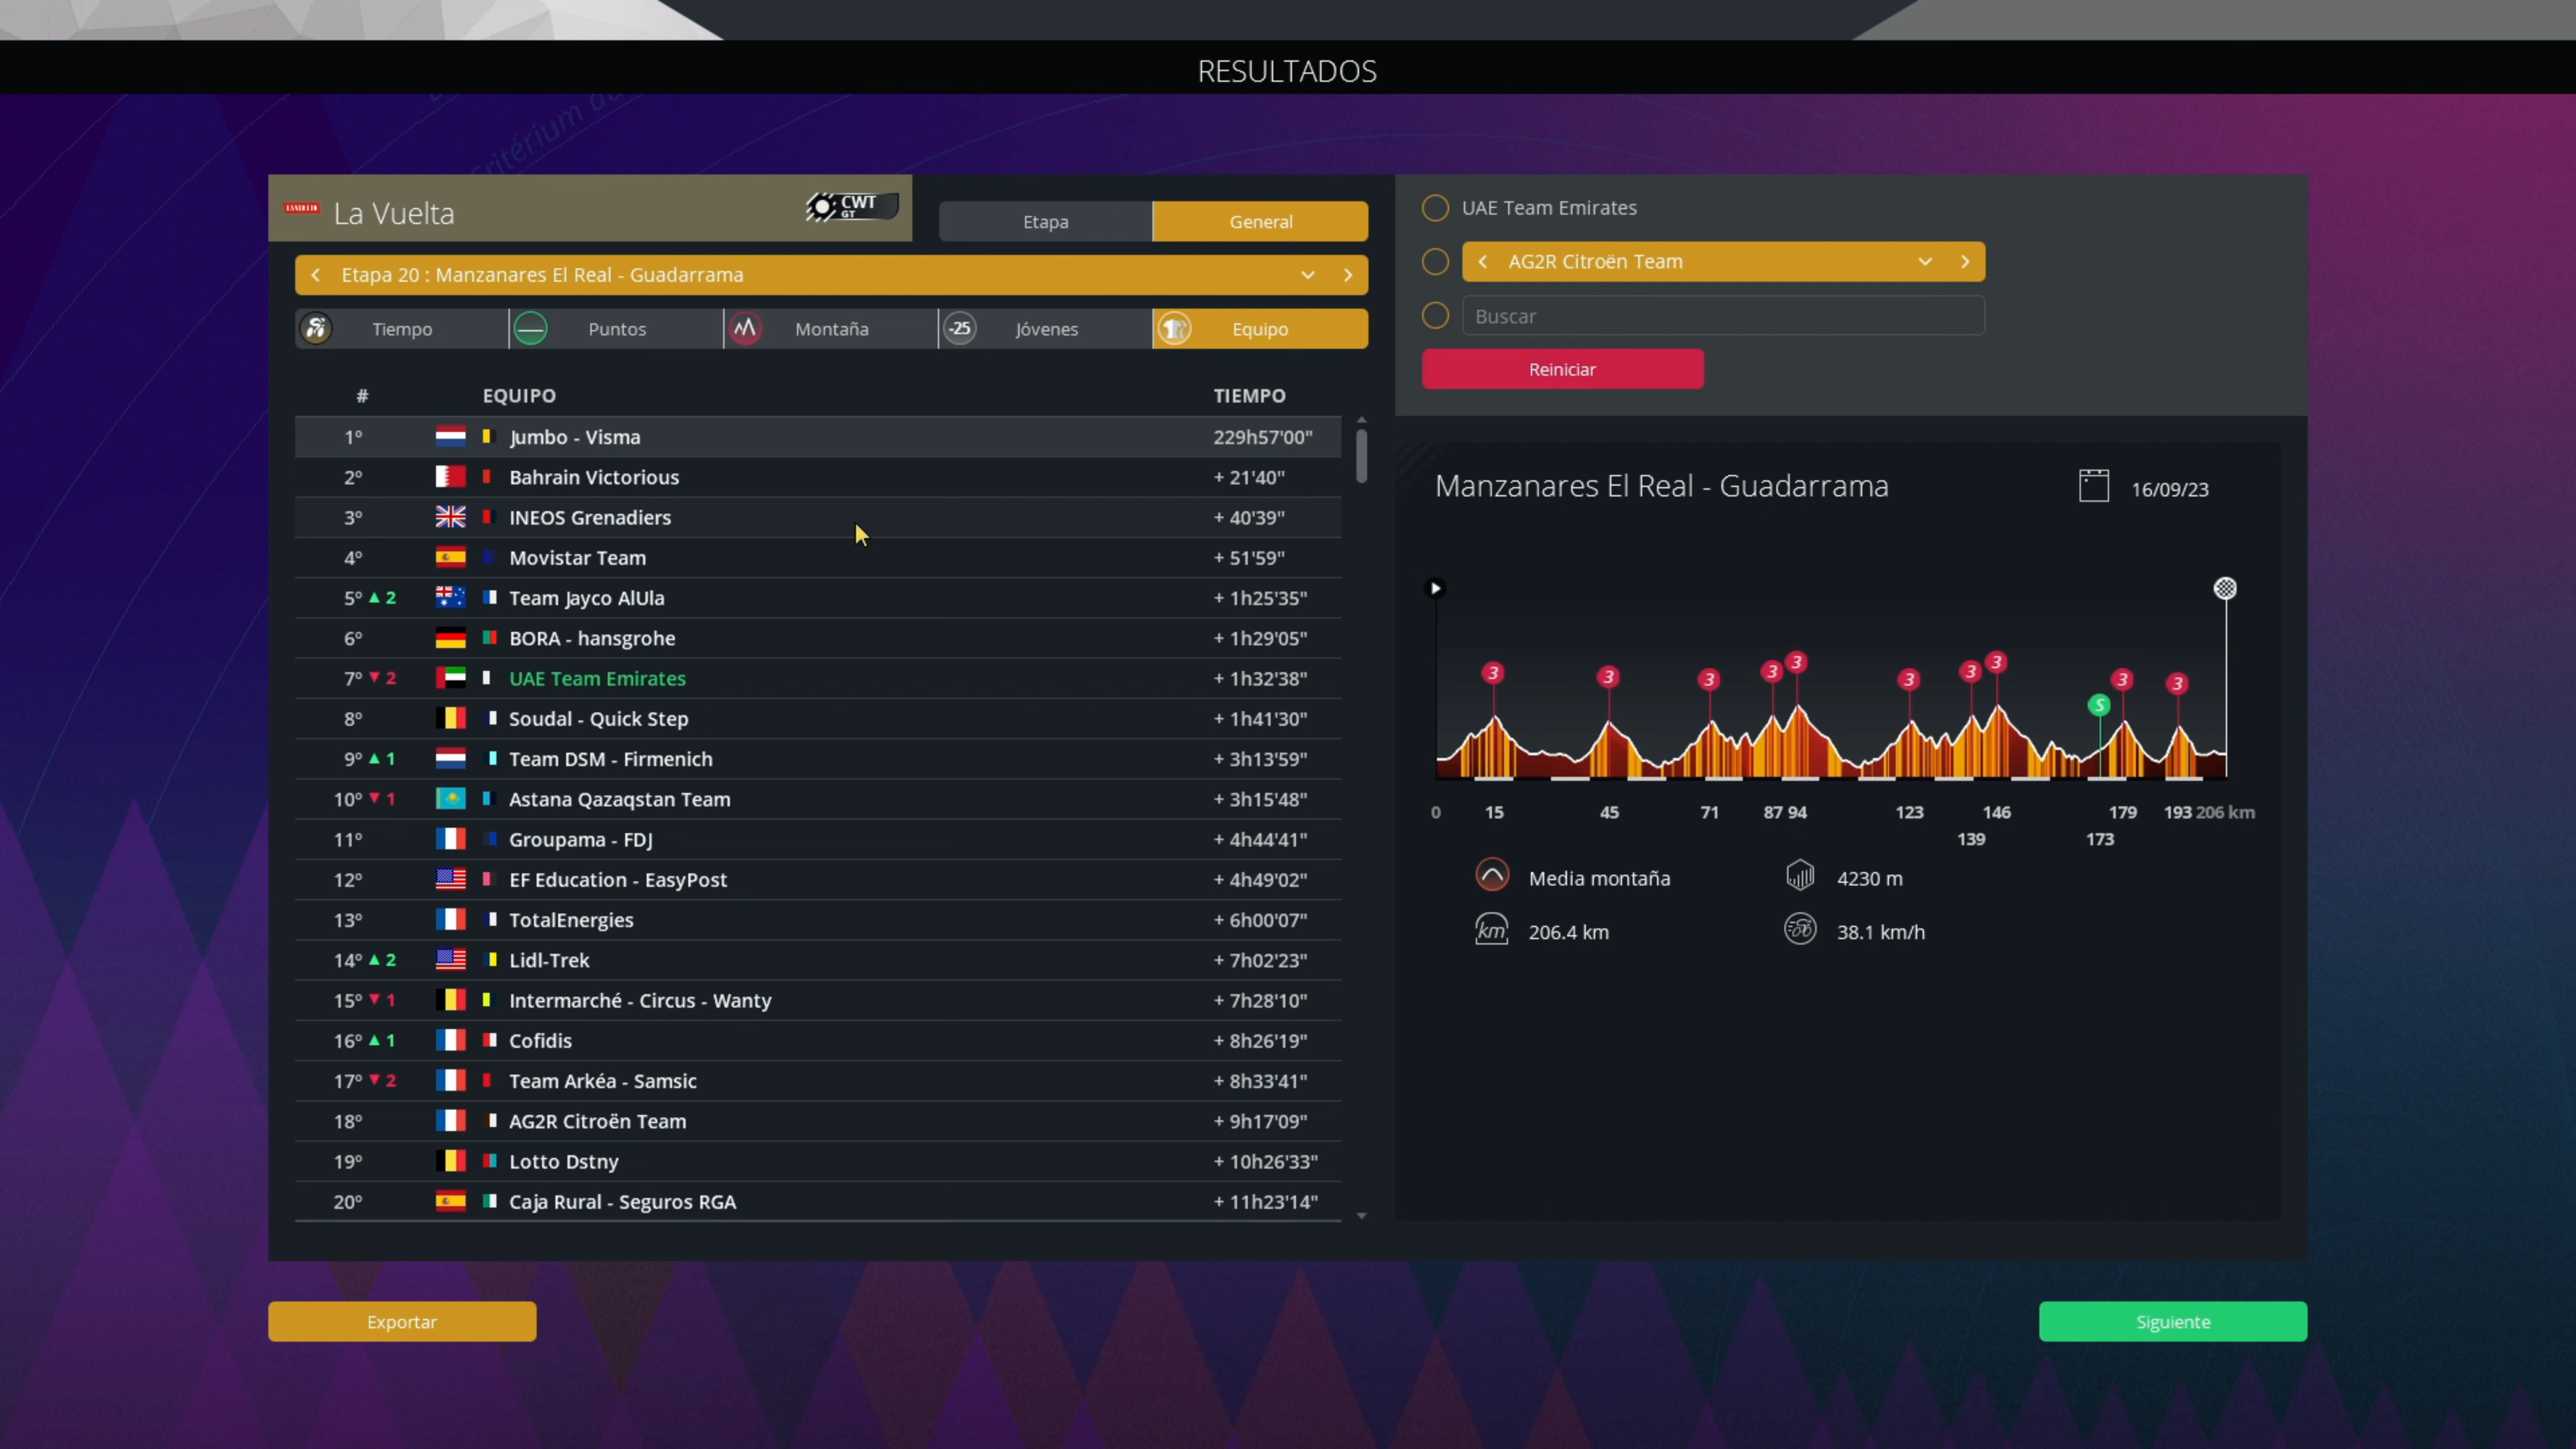 RESULTADOS
La Vuelta
CWT
GT
Etapa
General
Etapa 20 : Manzanares El Real - Guadarrama
Tiempo
Puntos
Montaña
-25
Jóvenes
Equipo
# EQUIPO TIEMPO
1º Jumbo - Visma 229h57'00"
2º Bahrain Victorious + 21'40"
3º INEOS Grenadiers + 40'39"
4º Movistar Team + 51'59"
5º ▲ 2 Team Jayco AlUla + 1h25'35"
6º BORA - hansgrohe + 1h29'05"
7º ▼ 2 UAE Team Emirates + 1h32'38"
8º Soudal - Quick Step + 1h41'30"
9º ▲ 1 Team DSM - Firmenich + 3h13'59"
10º ▼ 1 Astana Qazaqstan Team + 3h15'48"
11º Groupama - FDJ + 4h44'41"
12º EF Education - EasyPost + 4h49'02"
13º TotalEnergies + 6h00'07"
14º ▲ 2 Lidl-Trek + 7h02'23"
15º ▼ 1 Intermarché - Circus - Wanty + 7h28'10"
16º ▲ 1 Cofidis + 8h26'19"
17º ▼ 2 Team Arkéa - Samsic + 8h33'41"
18º AG2R Citroën Team + 9h17'09"
19º Lotto Dstny + 10h26'33"
20º Caja Rural - Seguros RGA + 11h23'14"
UAE Team Emirates
AG2R Citroën Team
Buscar
Reiniciar
Manzanares El Real - Guadarrama
16/09/23
3 3 3 3 3 3 3 3 S 3 3
0 15 45 71 87 94 123 146 179 193 206 km
139 173
Media montaña
4230 m
km 206.4 km
38.1 km/h
Exportar
Siguiente